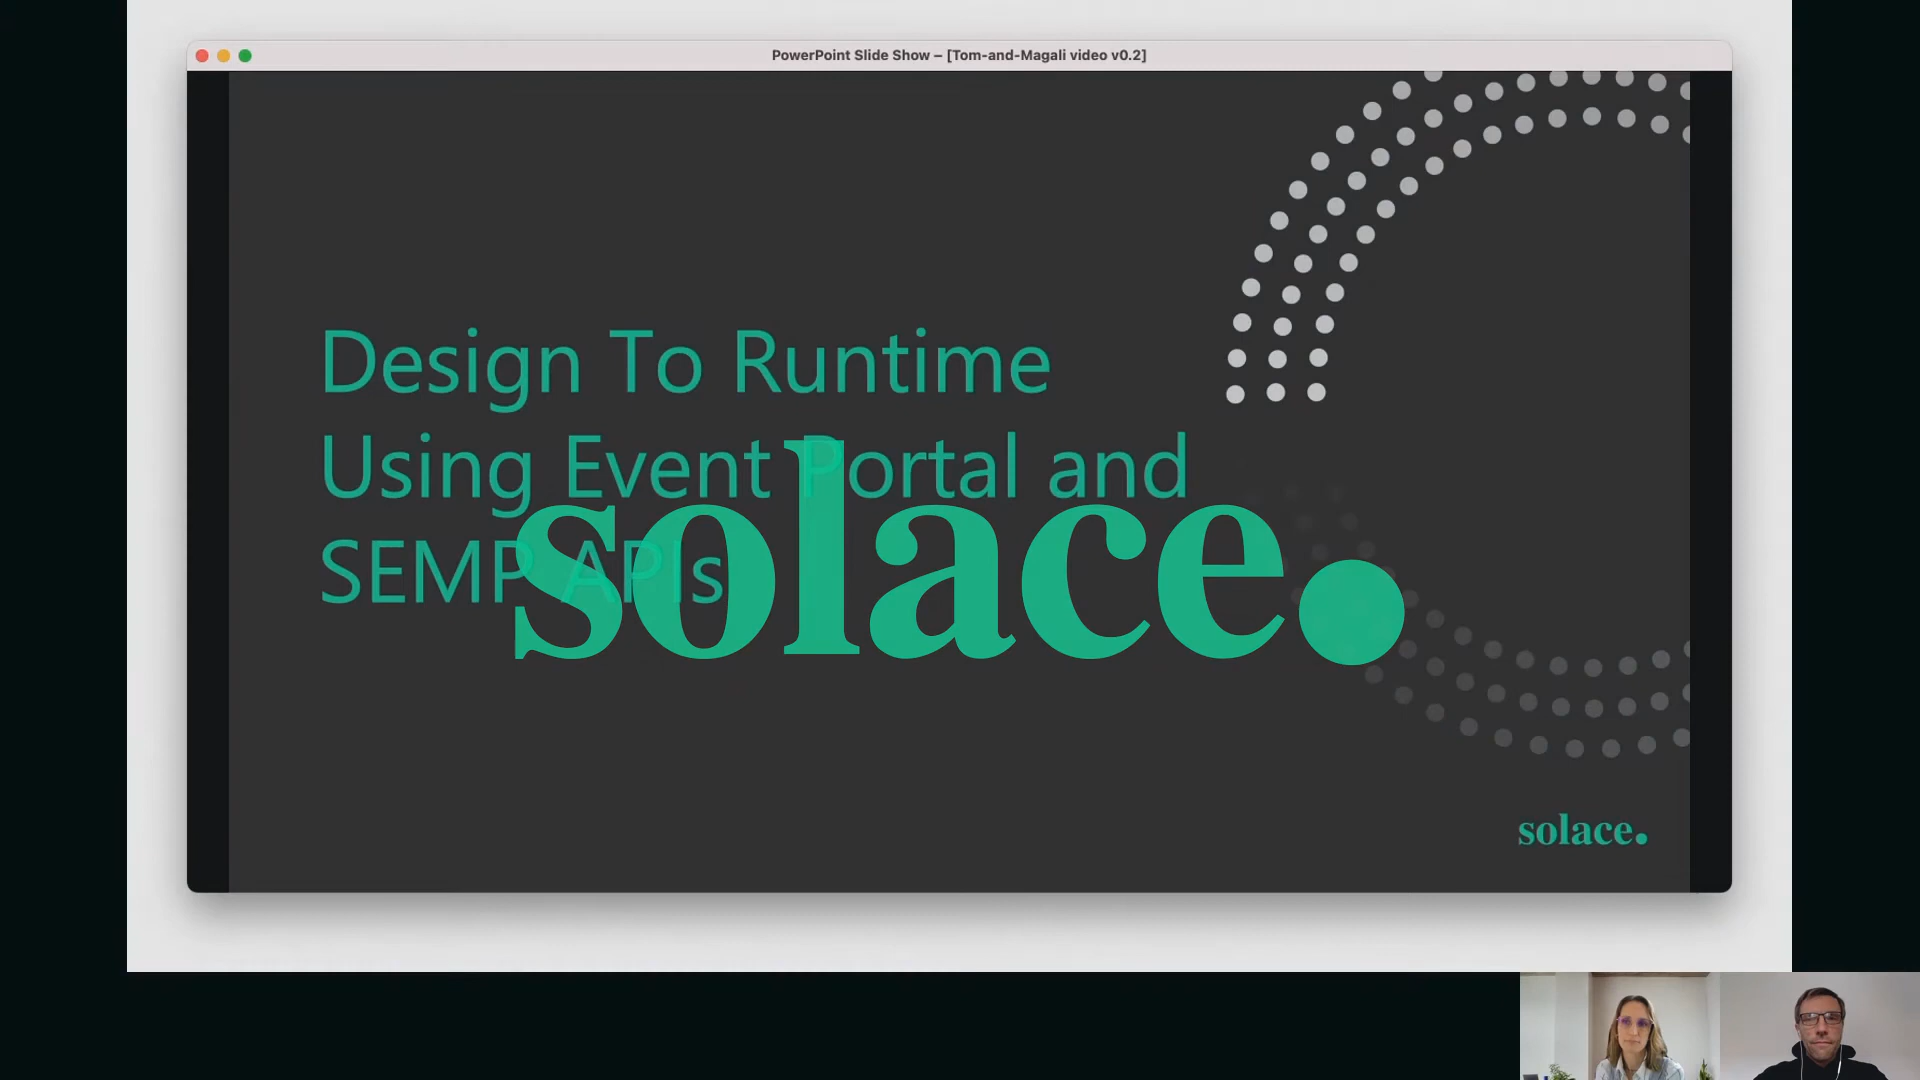 PowerPoint Slide Show – [Tom-and-Magali video v0.2]
Design To Runtime
Using Event Portal and
SEMP APIs
solace.
solace.